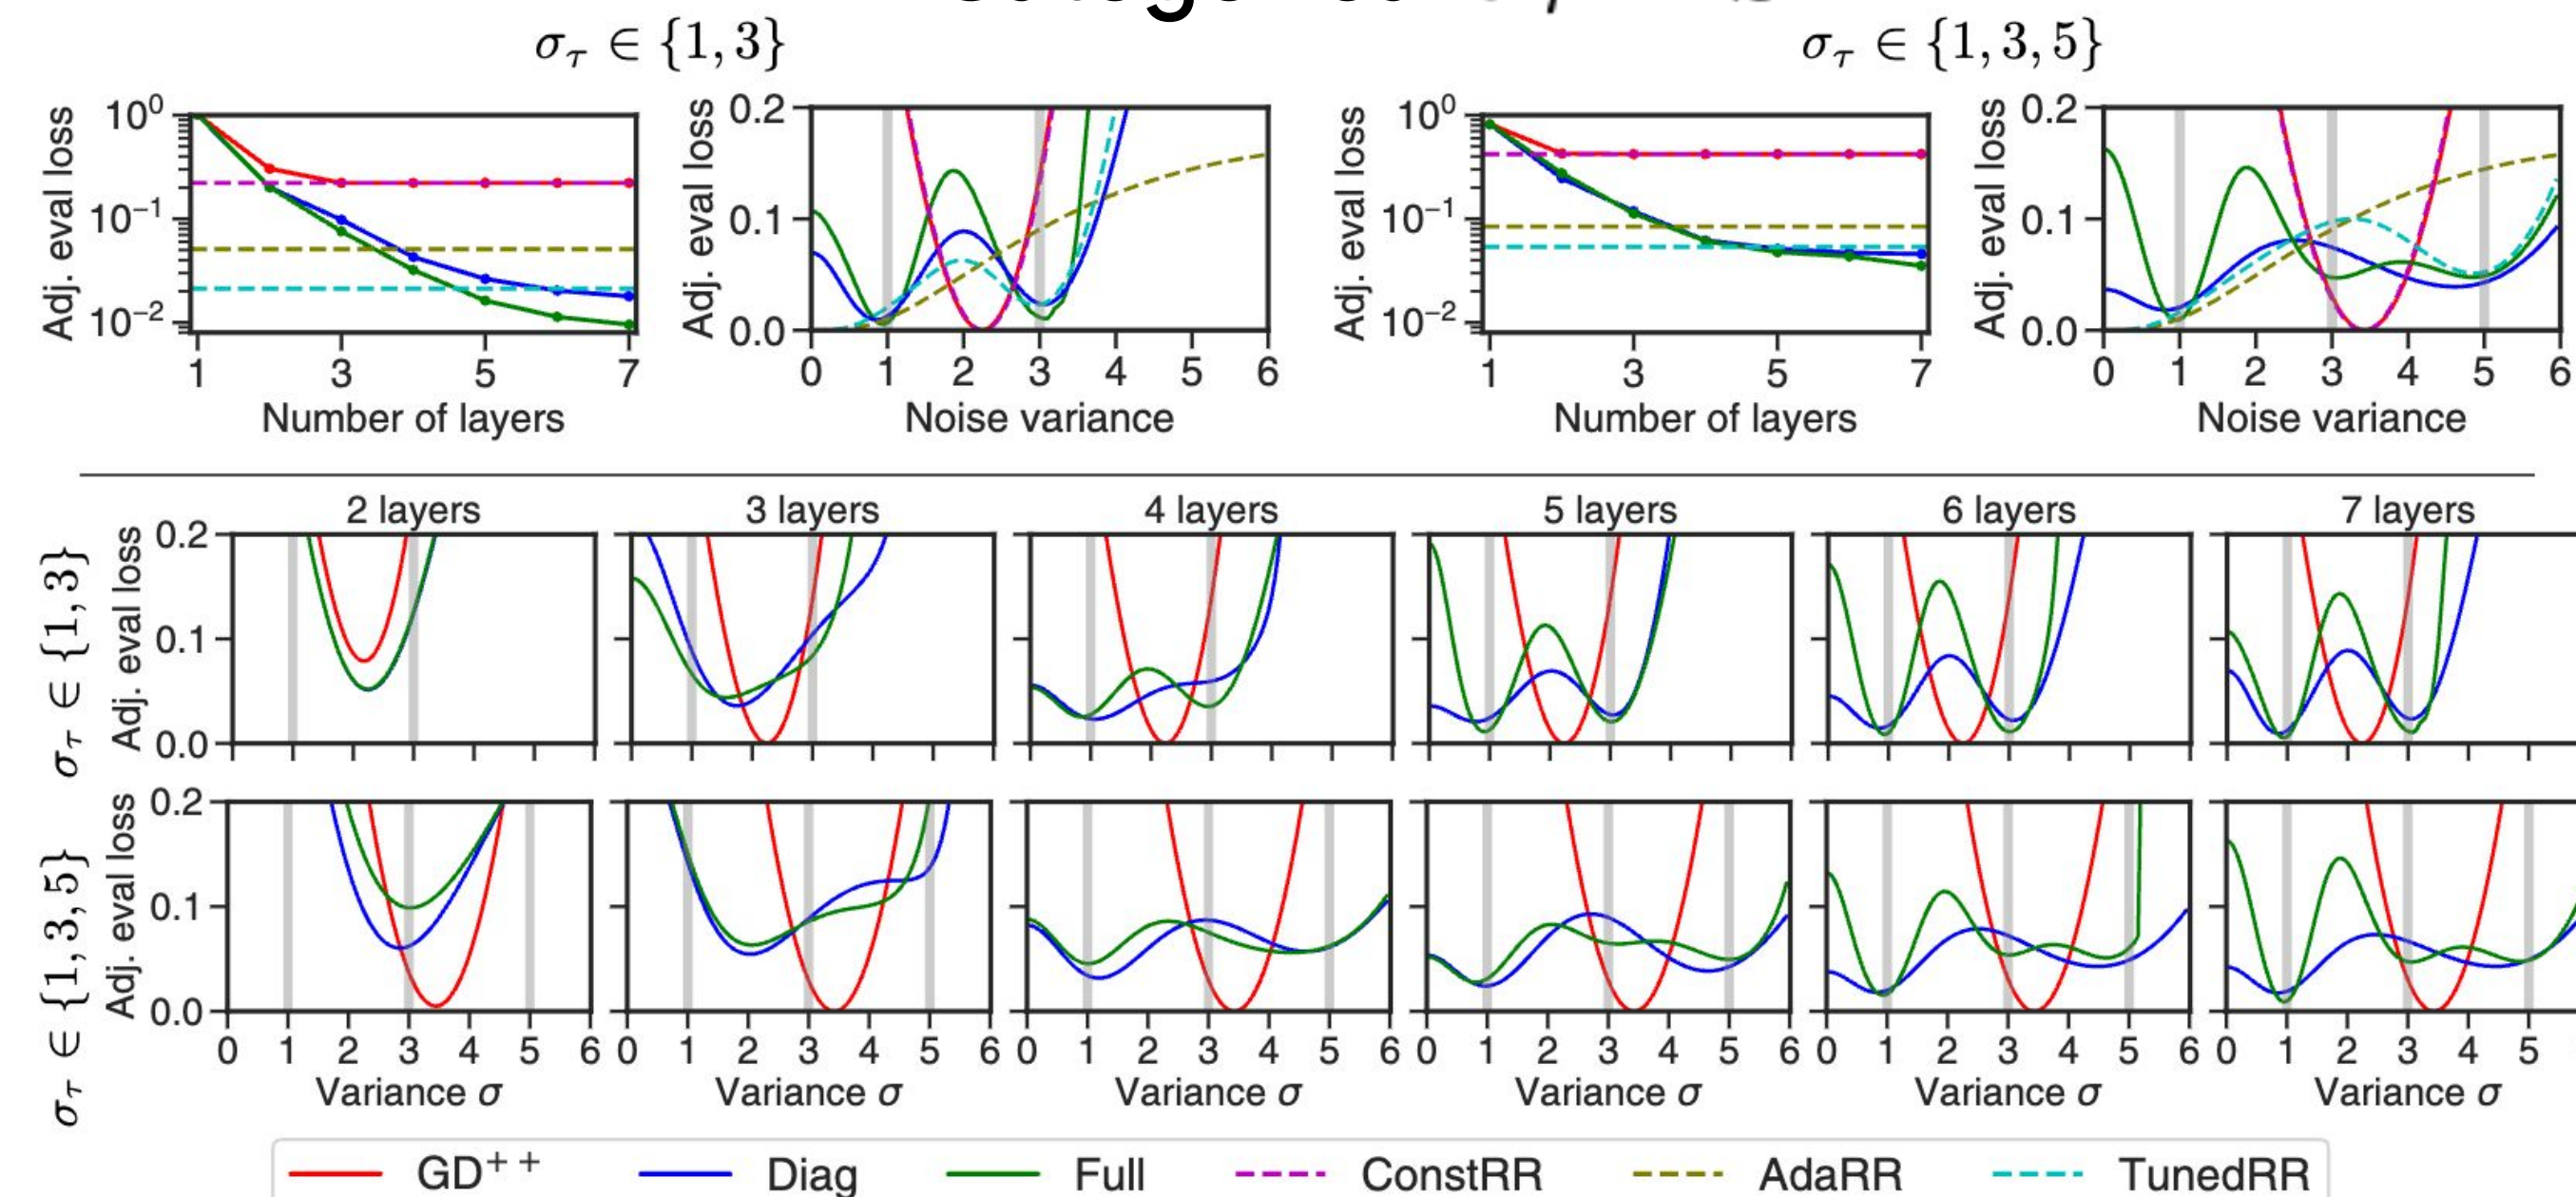 σ_τ ∈ {1, 3}
σ_τ ∈ {1, 3, 5}
Adj. eval loss
10^0
10^−1
10^−2
1 3 5 7
Number of layers
Adj. eval loss
0.2
0.1
0.0
0 1 2 3 4 5 6
Noise variance
Adj. eval loss
10^0
10^−1
10^−2
1 3 5 7
Number of layers
Adj. eval loss
0.2
0.1
0.0
0 1 2 3 4 5 6
Noise variance
2 layers
3 layers
4 layers
5 layers
6 layers
7 layers
σ_τ ∈ {1, 3}
Adj. eval loss
0.2
0.1
0.0
σ_τ ∈ {1, 3, 5}
Adj. eval loss
0.2
0.1
0.0
0 1 2 3 4 5 6
0 1 2 3 4 5 6
0 1 2 3 4 5 6
0 1 2 3 4 5 6
0 1 2 3 4 5 6
0 1 2 3 4 5
Variance σ
Variance σ
Variance σ
Variance σ
Variance σ
Variance σ
GD^++ Diag Full ConstRR AdaRR TunedRR